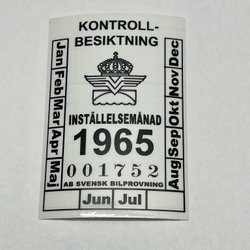 KONTROLL-
BESIKTNING
Jan Feb Mar Apr Maj
INSTÄLLELSEMÅNAD
1965
001752
AB SVENSK BILPROVNING
Jun Jul
Aug Sep Okt Nov Dec